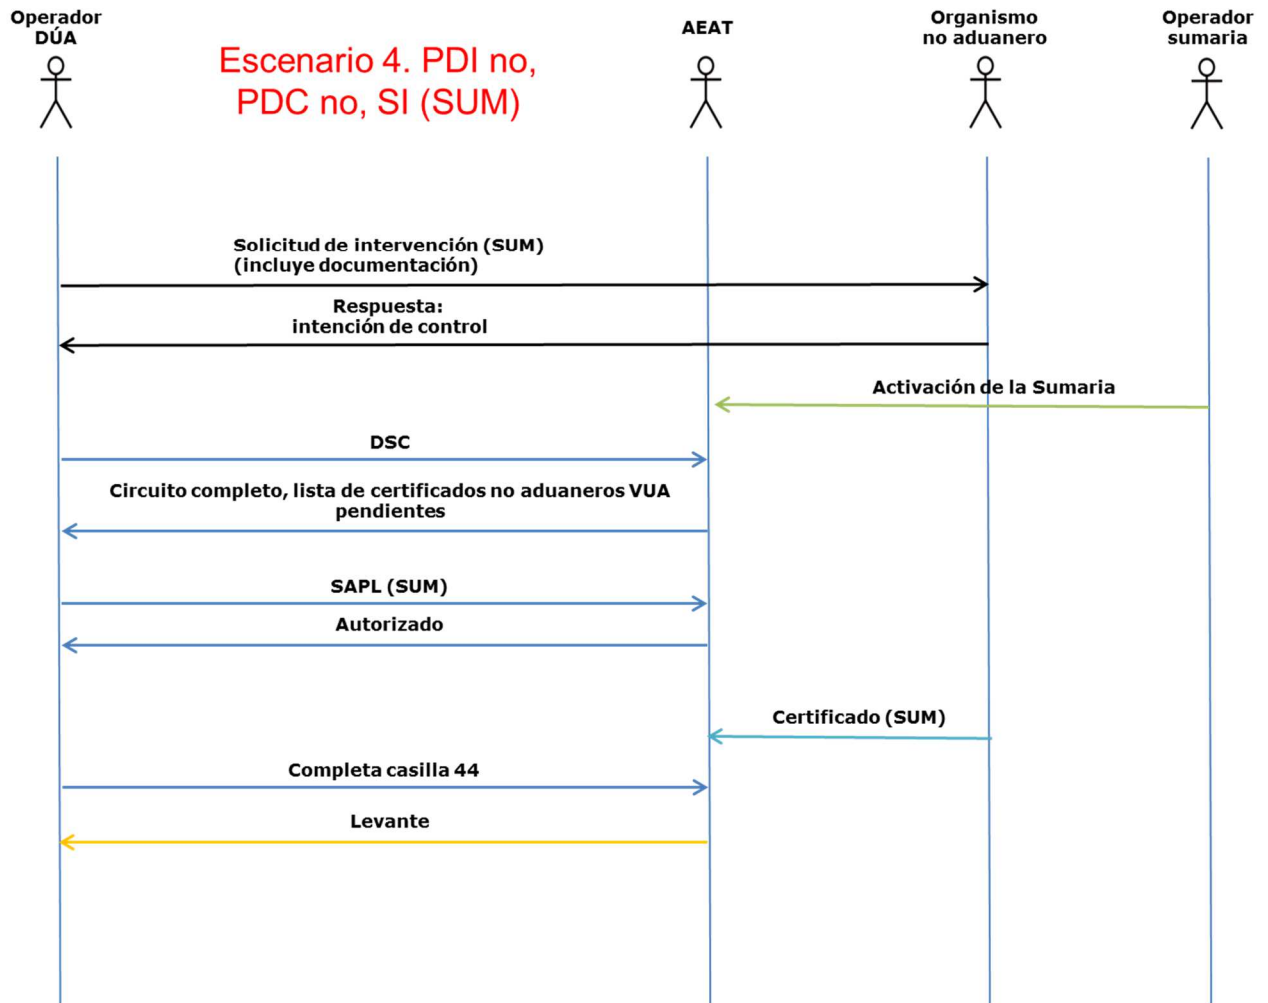 Operador
DÚA
AEAT
Organismo
no aduanero
Operador
sumaria
Escenario 4. PDI no,
PDC no, SI (SUM)
Solicitud de intervención (SUM)
(incluye documentación)
Respuesta:
intención de control
Activación de la Sumaria
DSC
Circuito completo, lista de certificados no aduaneros VUA
pendientes
SAPL (SUM)
Autorizado
Certificado (SUM)
Completa casilla 44
Levante